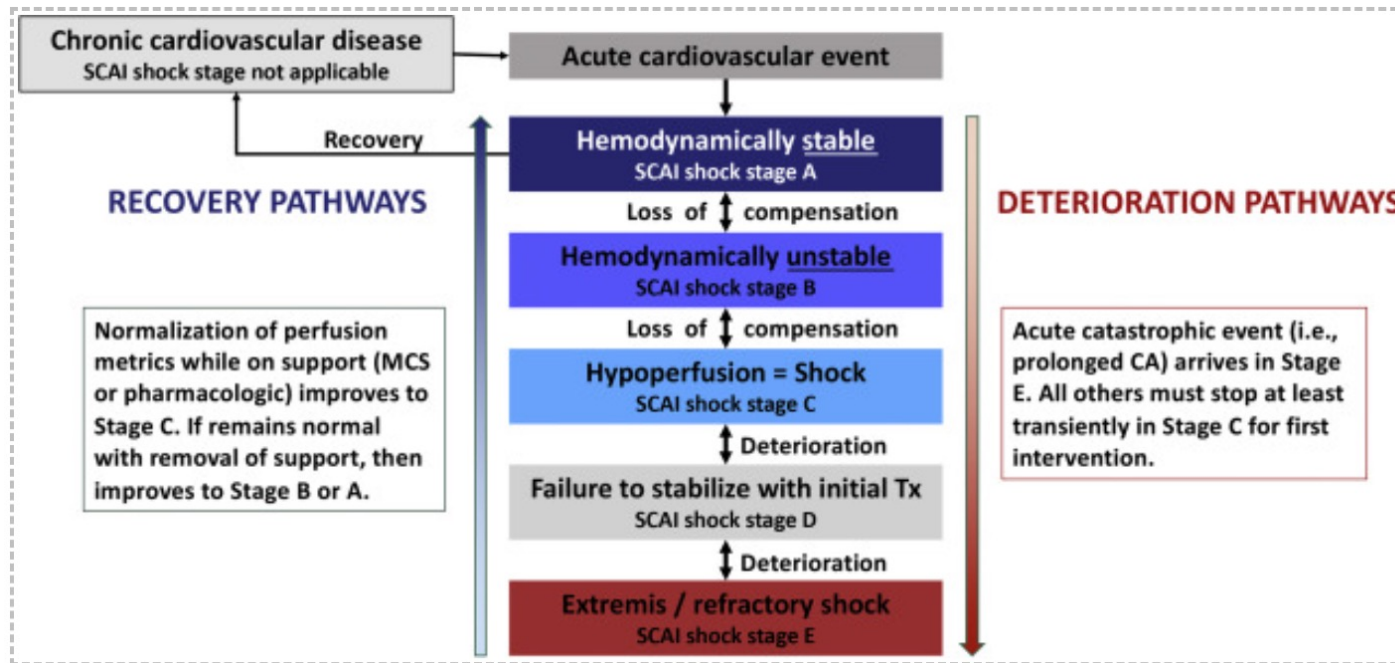 Chronic cardiovascular disease
SCAI shock stage not applicable
Acute cardiovascular event
Recovery
Hemodynamically stable
SCAI shock stage A
RECOVERY PATHWAYS
DETERIORATION PATHWAYS
Loss of compensation
Hemodynamically unstable
SCAI shock stage B
Loss of compensation
Normalization of perfusion
metrics while on support (MCS
or pharmacologic) improves to
Stage C. If remains normal
with removal of support, then
improves to Stage B or A.
Hypoperfusion = Shock
SCAI shock stage C
Acute catastrophic event (i.e.,
prolonged CA) arrives in Stage
E. All others must stop at least
transiently in Stage C for first
intervention.
Deterioration
Failure to stabilize with initial Tx
SCAI shock stage D
Deterioration
Extremis / refractory shock
SCAI shock stage E